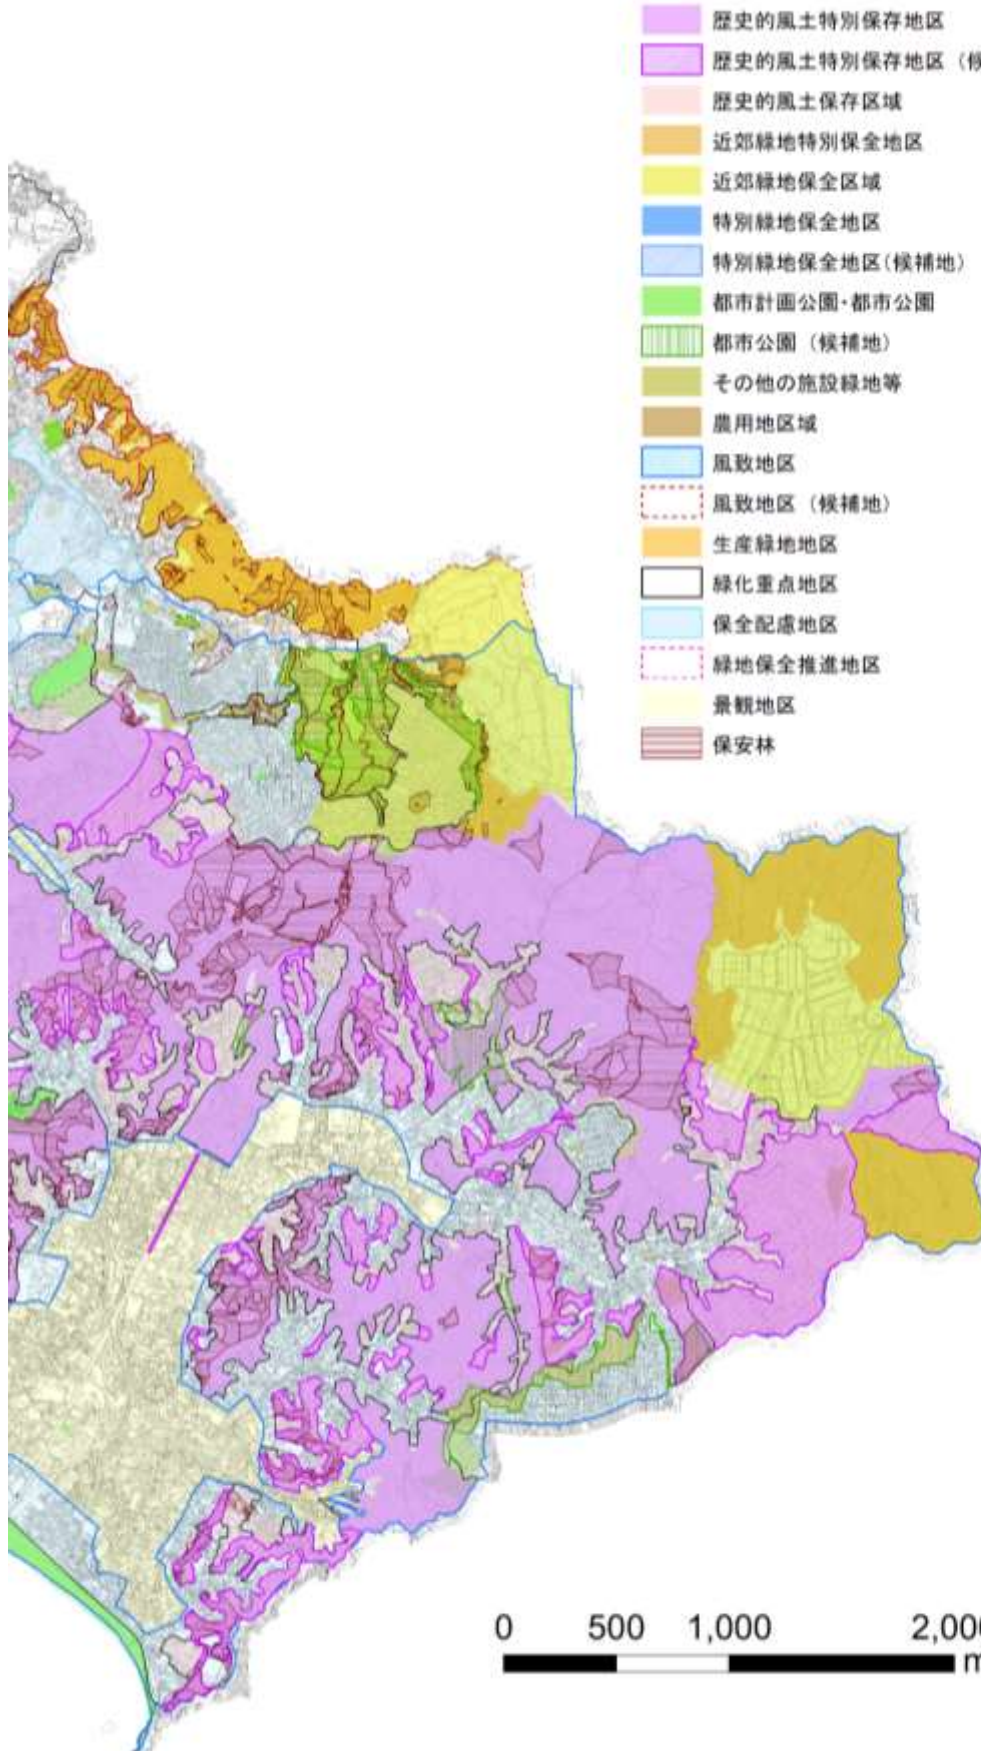 歴史的風土特別保存地区
歴史的風土特別保存地区（候
歴史的風土保存区域
近郊緑地特別保全地区
近郊緑地保全区域
特別緑地保全地区
特別緑地保全地区（候補地）
都市計画公園・都市公園
都市公園（候補地）
その他の施設緑地等
農用地区域
風致地区
風致地区（候補地）
生産緑地地区
緑化重点地区
保全配慮地区
緑地保全推進地区
景観地区
保安林
0 500 1,000 2,00
m